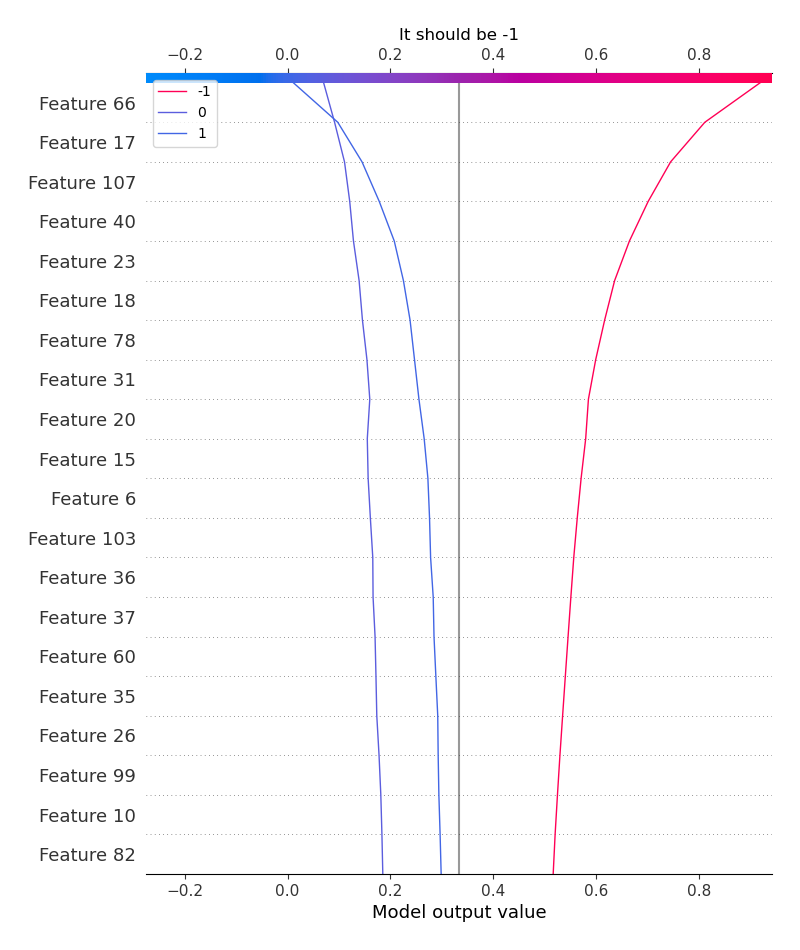 It should be -1
−0.2 0.0 0.2 0.4 0.6 0.8
-1
0
1
Feature 66
Feature 17
Feature 107
Feature 40
Feature 23
Feature 18
Feature 78
Feature 31
Feature 20
Feature 15
Feature 6
Feature 103
Feature 36
Feature 37
Feature 60
Feature 35
Feature 26
Feature 99
Feature 10
Feature 82
−0.2 0.0 0.2 0.4 0.6 0.8
Model output value